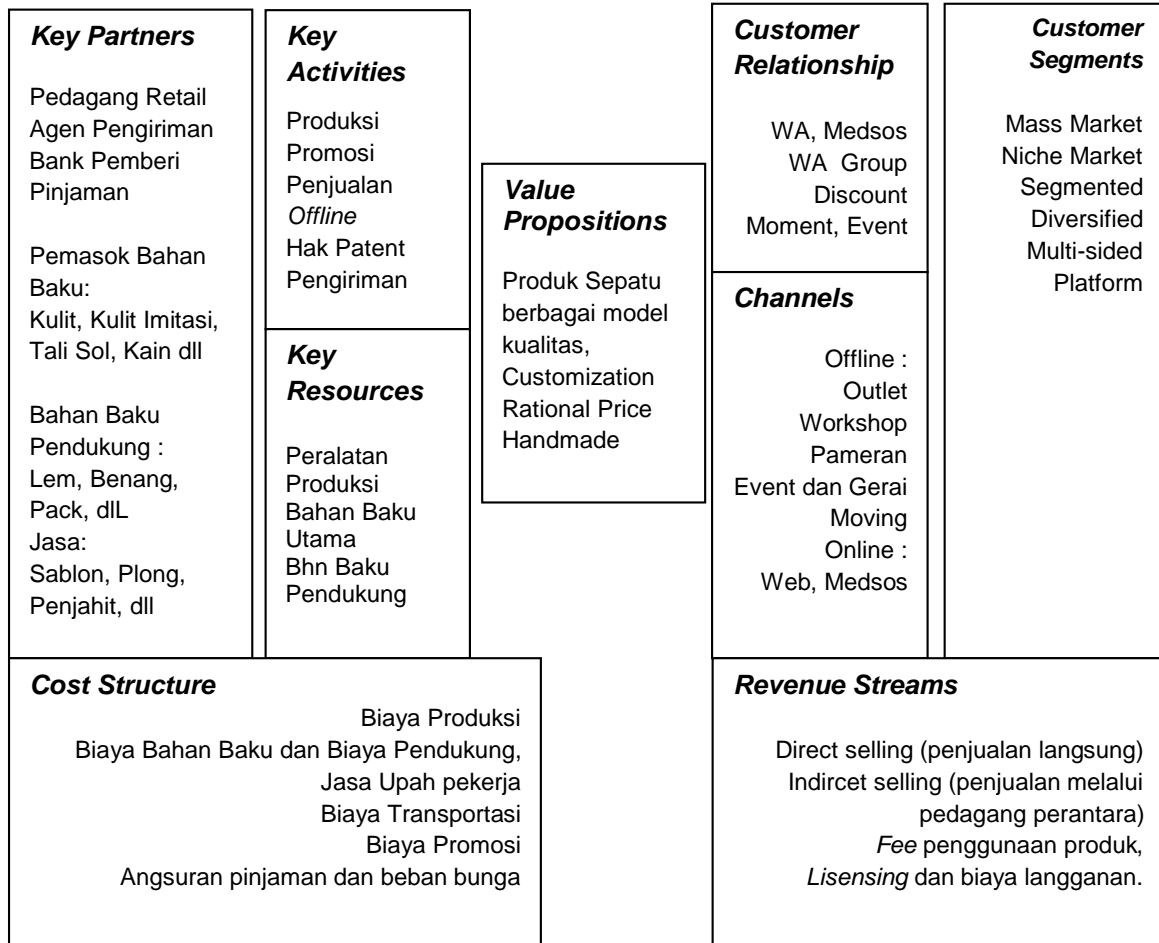 Key Partners
Pedagang Retail
Agen Pengiriman
Bank Pemberi
Pinjaman
Pemasok Bahan
Baku:
Kulit, Kulit Imitasi,
Tali Sol, Kain dll
Bahan Baku
Pendukung :
Lem, Benang,
Pack, dlL
Jasa:
Sablon, Plong,
Penjahit, dll
Key
Activities
Produksi
Promosi
Penjualan
Offline
Hak Patent
Pengiriman
Key
Resources
Peralatan
Produksi
Bahan Baku
Utama
Bhn Baku
Pendukung
Value
Propositions
Produk Sepatu
berbagai model
kualitas,
Customization
Rational Price
Handmade
Customer
Relationship
WA, Medsos
WA Group
Discount
Moment, Event
Channels
Offline :
Outlet
Workshop
Pameran
Event dan Gerai
Moving
Online :
Web, Medsos
Customer
Segments
Mass Market
Niche Market
Segmented
Diversified
Multi-sided
Platform
Cost Structure
Biaya Produksi
Biaya Bahan Baku dan Biaya Pendukung,
Jasa Upah pekerja
Biaya Transportasi
Biaya Promosi
Angsuran pinjaman dan beban bunga
Revenue Streams
Direct selling (penjualan langsung)
Indircet selling (penjualan melalui
pedagang perantara)
Fee penggunaan produk,
Lisensing dan biaya langganan.